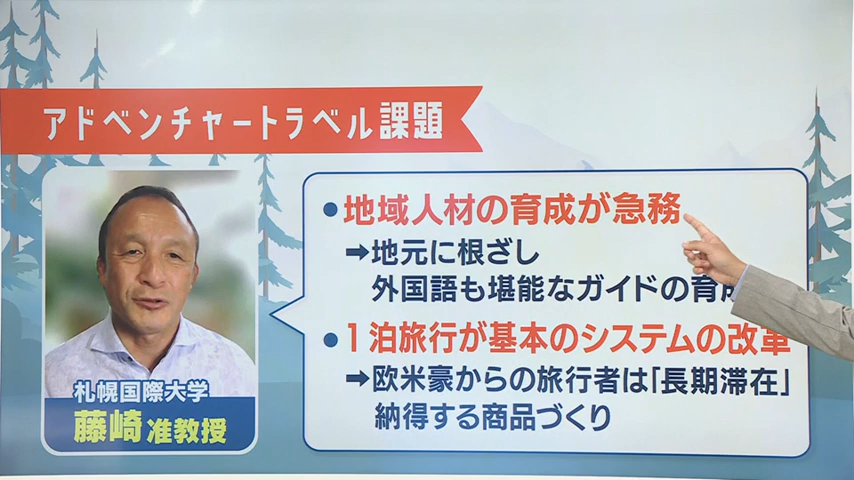 アドベンチャートラベル課題
●地域人材の育成が急務
➡地元に根ざし
外国語も堪能なガイドの育成
●1泊旅行が基本のシステムの改革
➡欧米豪からの旅行者は「長期滞在」
納得する商品づくり
札幌国際大学
藤崎 准教授